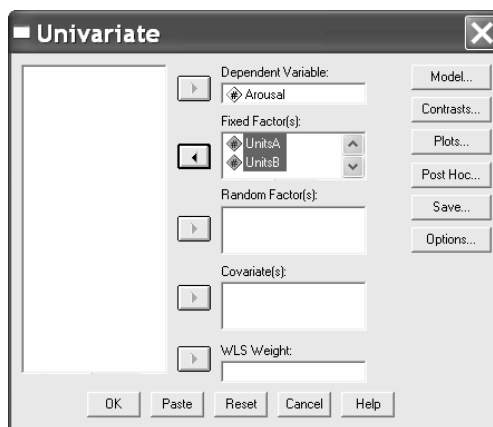 Univariate
Dependent Variable:
Arousal
Fixed Factor(s):
UnitsA
UnitsB
Random Factor(s):
Covariate(s):
WLS Weight:
Model...
Contrasts...
Plots...
Post Hoc...
Save...
Options...
OK
Paste
Reset
Cancel
Help